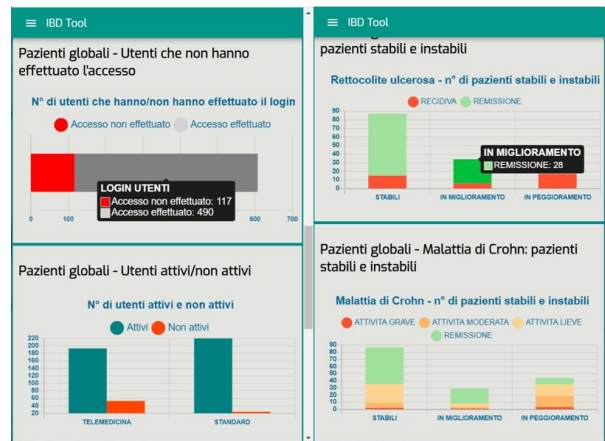 IBD Tool
Pazienti globali - Utenti che non hanno
effettuato l'accesso
N° di utenti che hanno/non hanno effettuato il login
Accesso non effettuato Accesso effettuato
LOGIN UTENTI
Accesso non effettuato: 117
Accesso effettuato: 490
0 100 600 700
Pazienti globali - Utenti attivi/non attivi
N° di utenti attivi e non attivi
Attivi Non attivi
220
200
180
160
140
120
100
80
60
40
20
TELEMEDICINA STANDARD
IBD Tool
pazienti stabili e instabili
Rettocolite ulcerosa - n° di pazienti stabili e instabili
RECIDIVA REMISSIONE
90
80
70
60
50
40
30
20
10
0
IN MIGLIORAMENTO
REMISSIONE: 28
STABILI IN MIGLIORAMENTO IN PEGGIORAMENTO
Pazienti globali - Malattia di Crohn: pazienti
stabili e instabili
Malattia di Crohn - n° di pazienti stabili e instabili
ATTIVITA GRAVE ATTIVITA MODERATA ATTIVITA LIEVE
REMISSIONE
90
80
70
60
50
40
30
20
10
0
STABILI IN MIGLIORAMENTO IN PEGGIORAMENTO